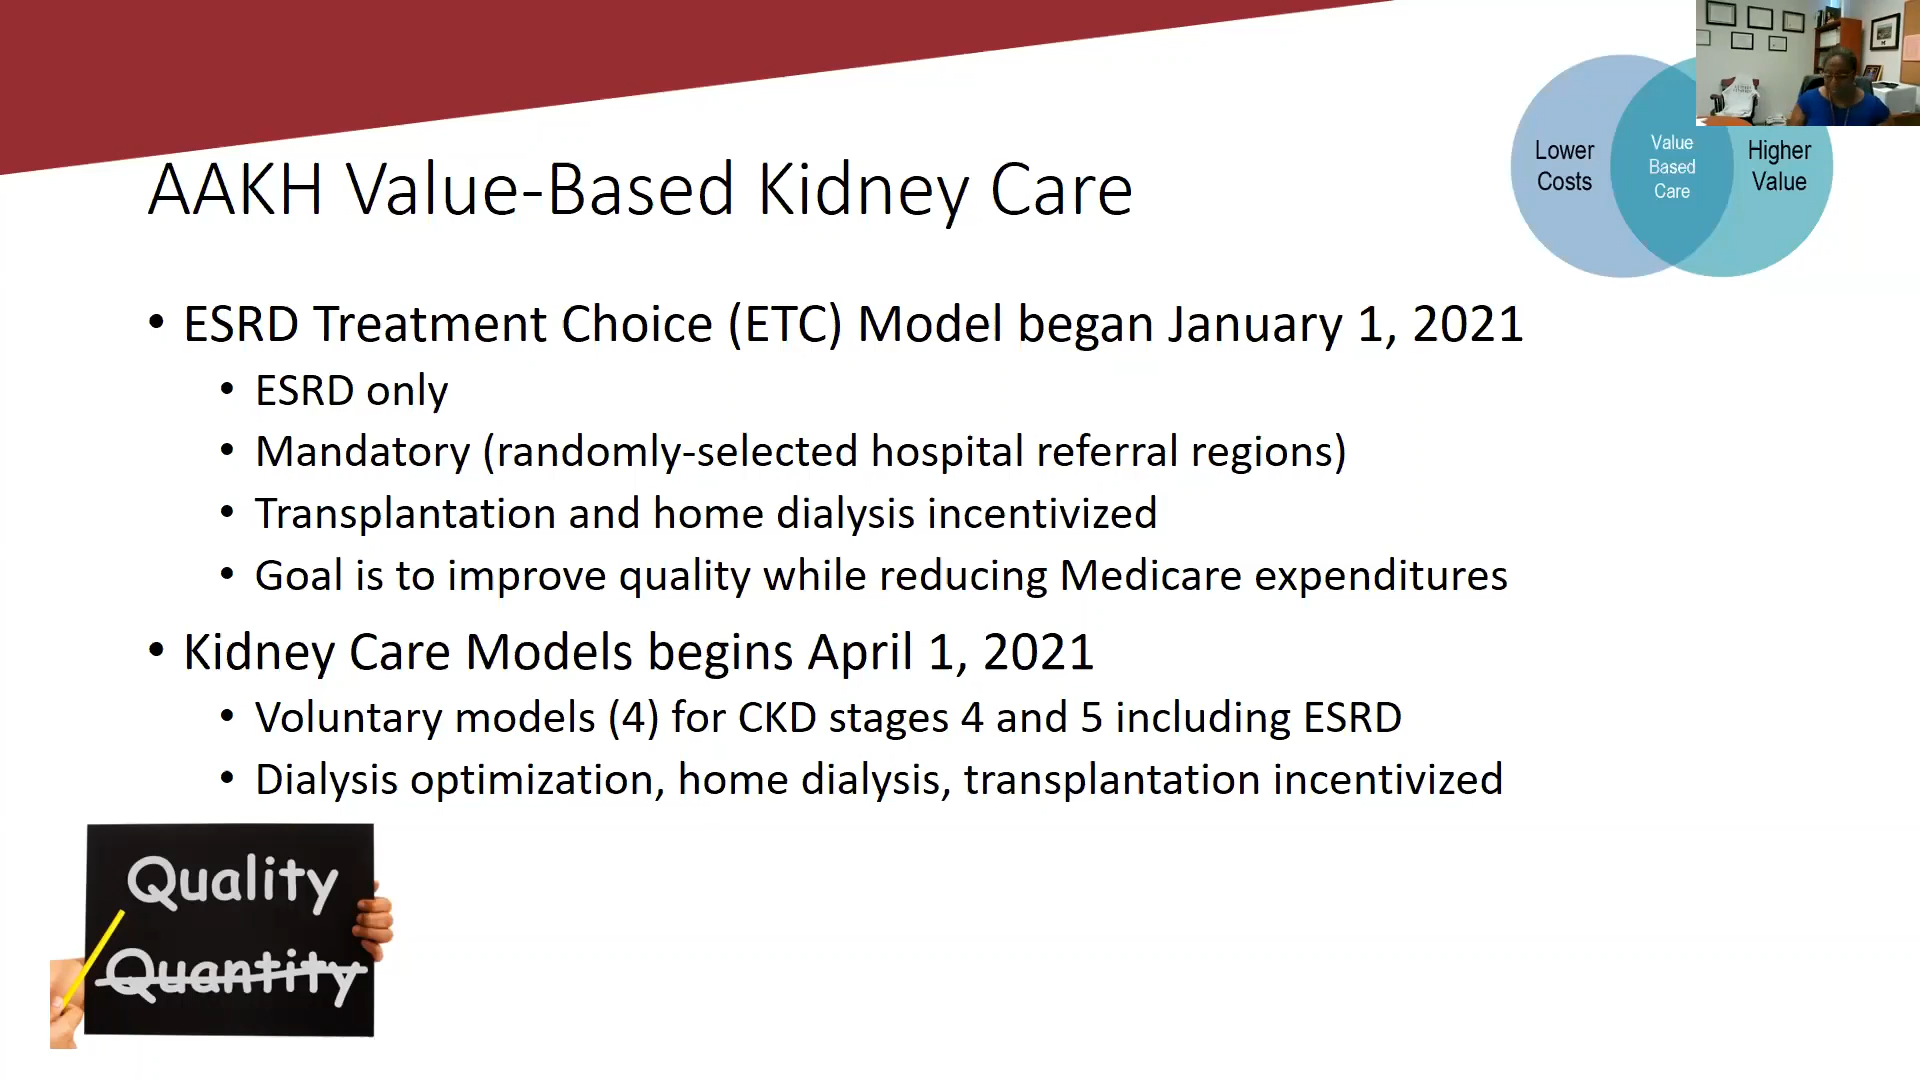 AAKH Value-Based Kidney Care
Lower
Costs
Value
Based
Care
Higher
Value
• ESRD Treatment Choice (ETC) Model began January 1, 2021
• ESRD only
• Mandatory (randomly-selected hospital referral regions)
• Transplantation and home dialysis incentivized
• Goal is to improve quality while reducing Medicare expenditures
• Kidney Care Models begins April 1, 2021
• Voluntary models (4) for CKD stages 4 and 5 including ESRD
• Dialysis optimization, home dialysis, transplantation incentivized
Quality
Quantity